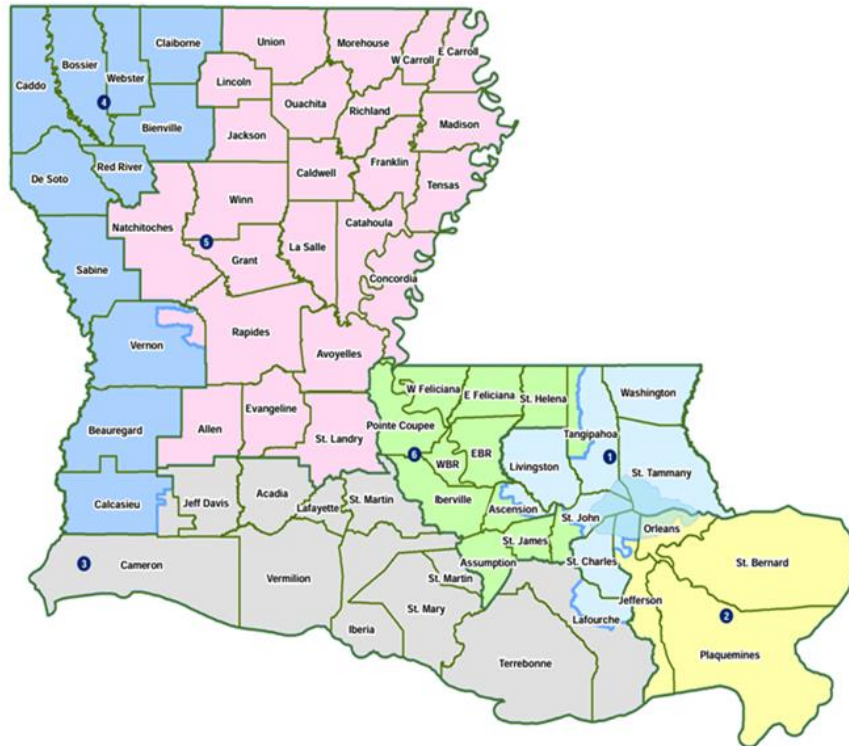 Union
Morehouse
W Carroll
E Carroll
Claiborne
Bossier
Webster
Caddo
Lincoln
4
Ouachita
Richland
Madison
Bienville
Jackson
Red River
Franklin
Caldwell
De Soto
Tensas
Winn
Natchitoches
Catahoula
5
La Salle
Grant
Sabine
Concordia
Rapides
Vernon
Avoyelles
W Feliciana
E Feliciana
St. Helena
Washington
Evangeline
Pointe Coupee
Beauregard
Allen
Tangipahoa
St. Landry
6
EBR
1
WBR
Livingston
St. Tammany
Calcasieu
Jeff Davis
Acadia
St. Martin
Iberville
Lafayette
Ascension
St. John
Orleans
St. James
3
Cameron
Assumption
St. Charles
St. Bernard
Vermilion
St. Martin
Jefferson
St. Mary
2
Lafourche
Iberia
Plaquemines
Terrebonne